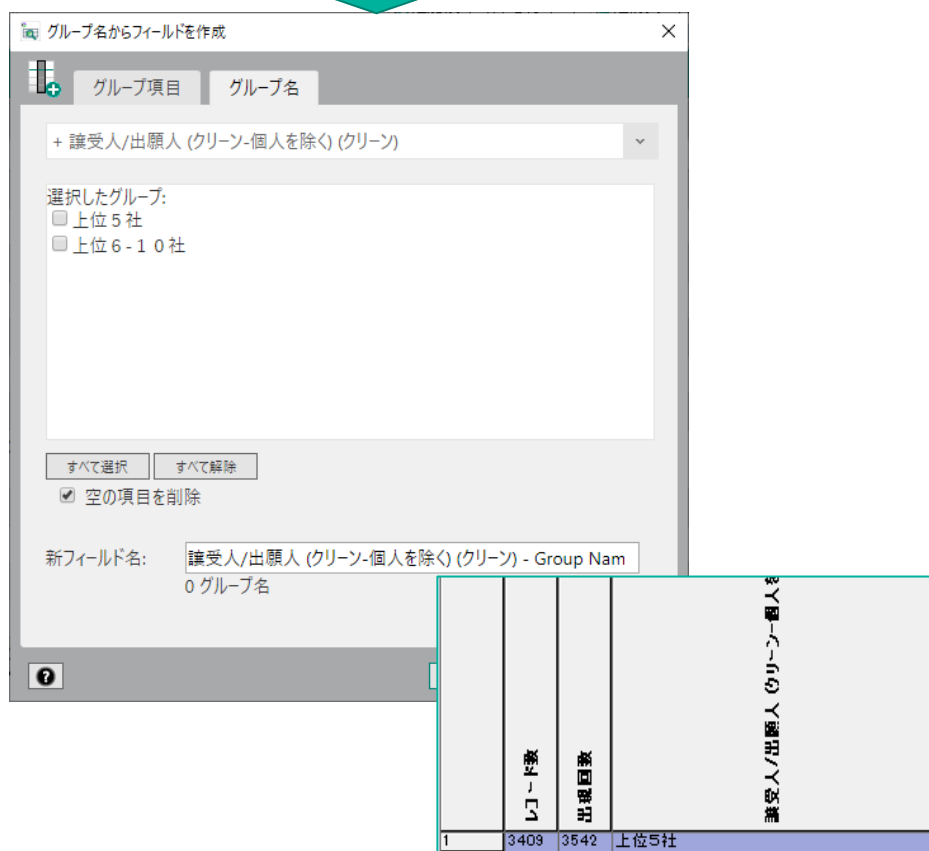 グループ名からフィールドを作成
グループ項目
グループ名
+ 譲受人/出願人 (クリーン-個人を除く) (クリーン)
選択したグループ:
上位５社
上位６-１０社
すべて選択
すべて解除
空の項目を削除
新フィールド名:
譲受人/出願人 (クリーン-個人を除く) (クリーン) - Group Nam
0 グループ名
レコード数
出現回数
譲受人/出願人 (クリーン-個人を
1
3409
3542
上位5社